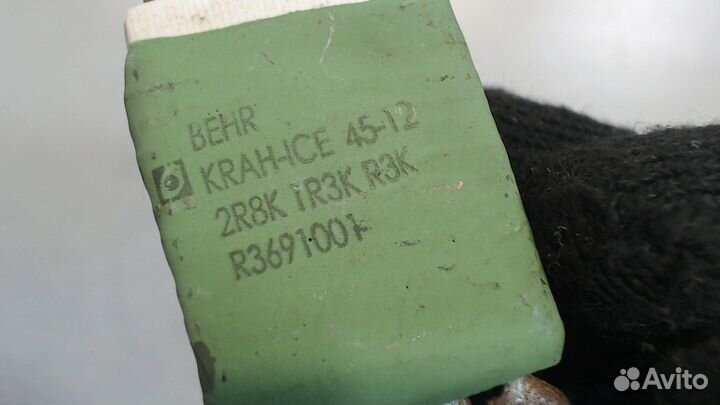 BEHR
KRAH-ICE 45-12
2R8K 1R3K R3K
R3691001
Avito